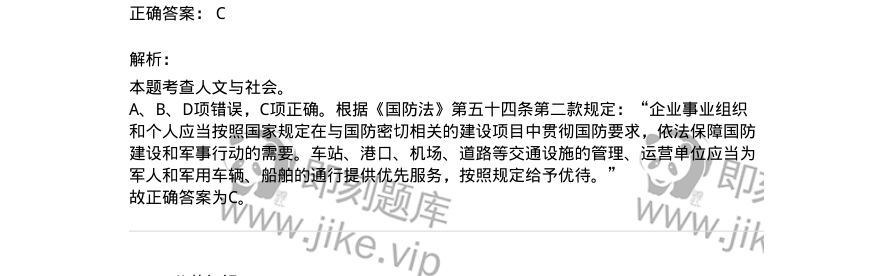 正确答案： C
解析：
本题考查人文与社会。
A、B、D项错误，C项正确。根据《国防法》第五十四条第二款规定：“企业事业组织
和个人应当按照国家规定在与国防密切相关的建设项目中贯彻国防要求，依法保障国防
建设和军事行动的需要。车站、港口、机场、道路等交通设施的管理、运营单位应当为
军人和军用车辆、船舶的通行提供优先服务，按照规定给予优待。”
故正确答案为C。
即刻题库
www.jike.vip
即刻
www.ji